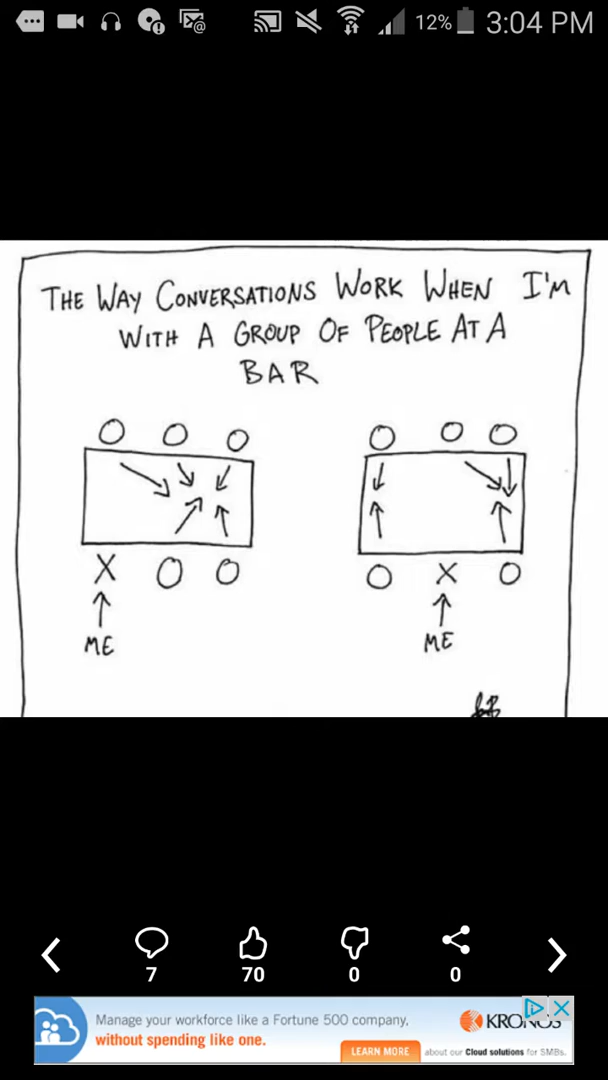 12% 3:04 PM
THE WAY CONVERSATIONS WORK WHEN I'M
WITH A GROUP OF PEOPLE AT A
BAR
X X
ME ME
7 70 0 0
Manage your workforce like a Fortune 500 company,
without spending like one.
KRONOS
LEARN MORE about our Cloud solutions for SMBs.